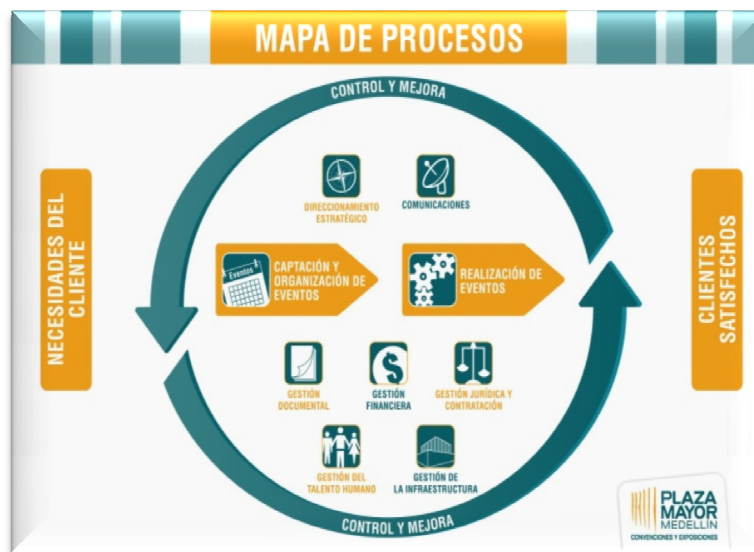 MAPA DE PROCESOS
CONTROL Y MEJORA
NECESIDADES DEL
CLIENTE
DIRECCIONAMIENTO
ESTRATÉGICO
COMUNICACIONES
Eventos
CAPTACIÓN Y
ORGANIZACIÓN DE
EVENTOS
REALIZACIÓN DE
EVENTOS
CLIENTES
SATISFECHOS
GESTIÓN
DOCUMENTAL
GESTIÓN
FINANCIERA
GESTIÓN JURÍDICA Y
CONTRATACIÓN
GESTIÓN DEL
TALENTO HUMANO
GESTIÓN DE
LA INFRAESTRUCTURA
CONTROL Y MEJORA
PLAZA
MAYOR
MEDELLÍN
CONVENCIONES Y EXPOSICIONES